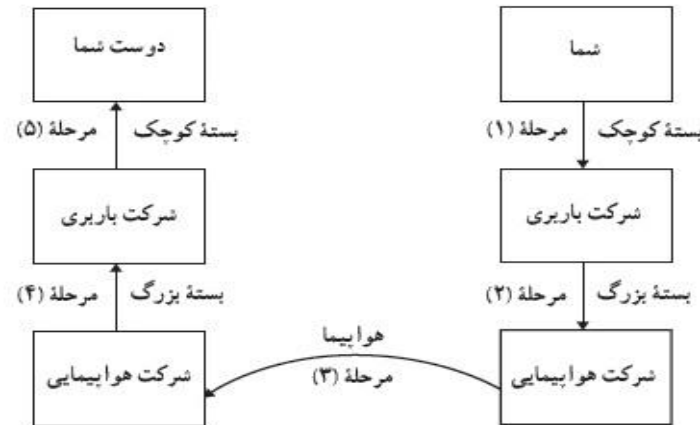 شما
دوست شما
بستهٔ کوچک
مرحلهٔ (۱)
بستهٔ کوچک
مرحلهٔ (۵)
شرکت باربری
شرکت باربری
بستهٔ بزرگ
مرحلهٔ (۲)
بستهٔ بزرگ
مرحلهٔ (۴)
هواپیما
مرحلهٔ (۳)
شرکت هواپیمایی
شرکت هواپیمایی